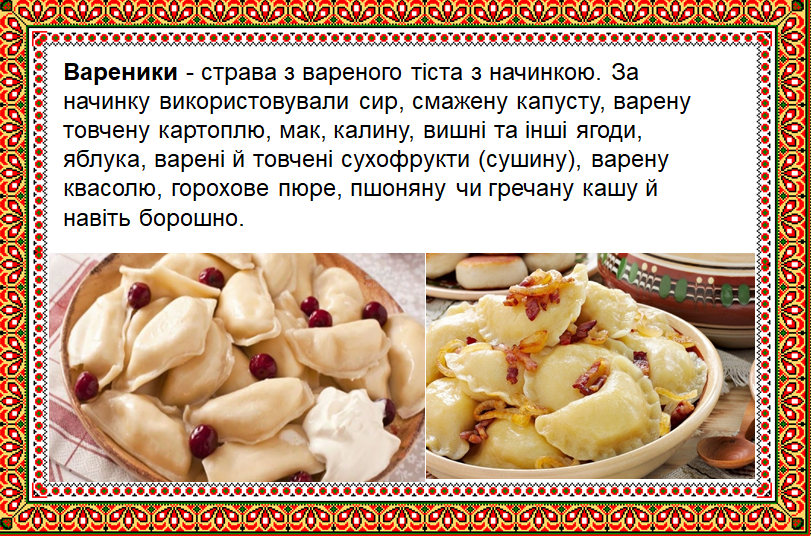 Вареники - страва з вареного тіста з начинкою. За
начинку використовували сир, смажену капусту, варену
товчену картоплю, мак, калину, вишні та інші ягоди,
яблука, варені й товчені сухофрукти (сушину), варену
квасолю, горохове пюре, пшоняну чи гречану кашу й
навіть борошно.